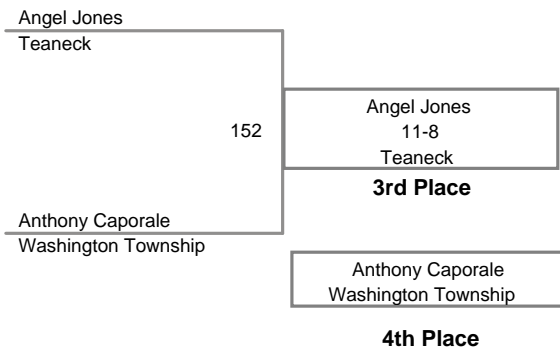 Angel Jones
Teaneck
152
Angel Jones
11-8
Teaneck
3rd Place
Anthony Caporale
Washington Township
Anthony Caporale
Washington Township
4th Place